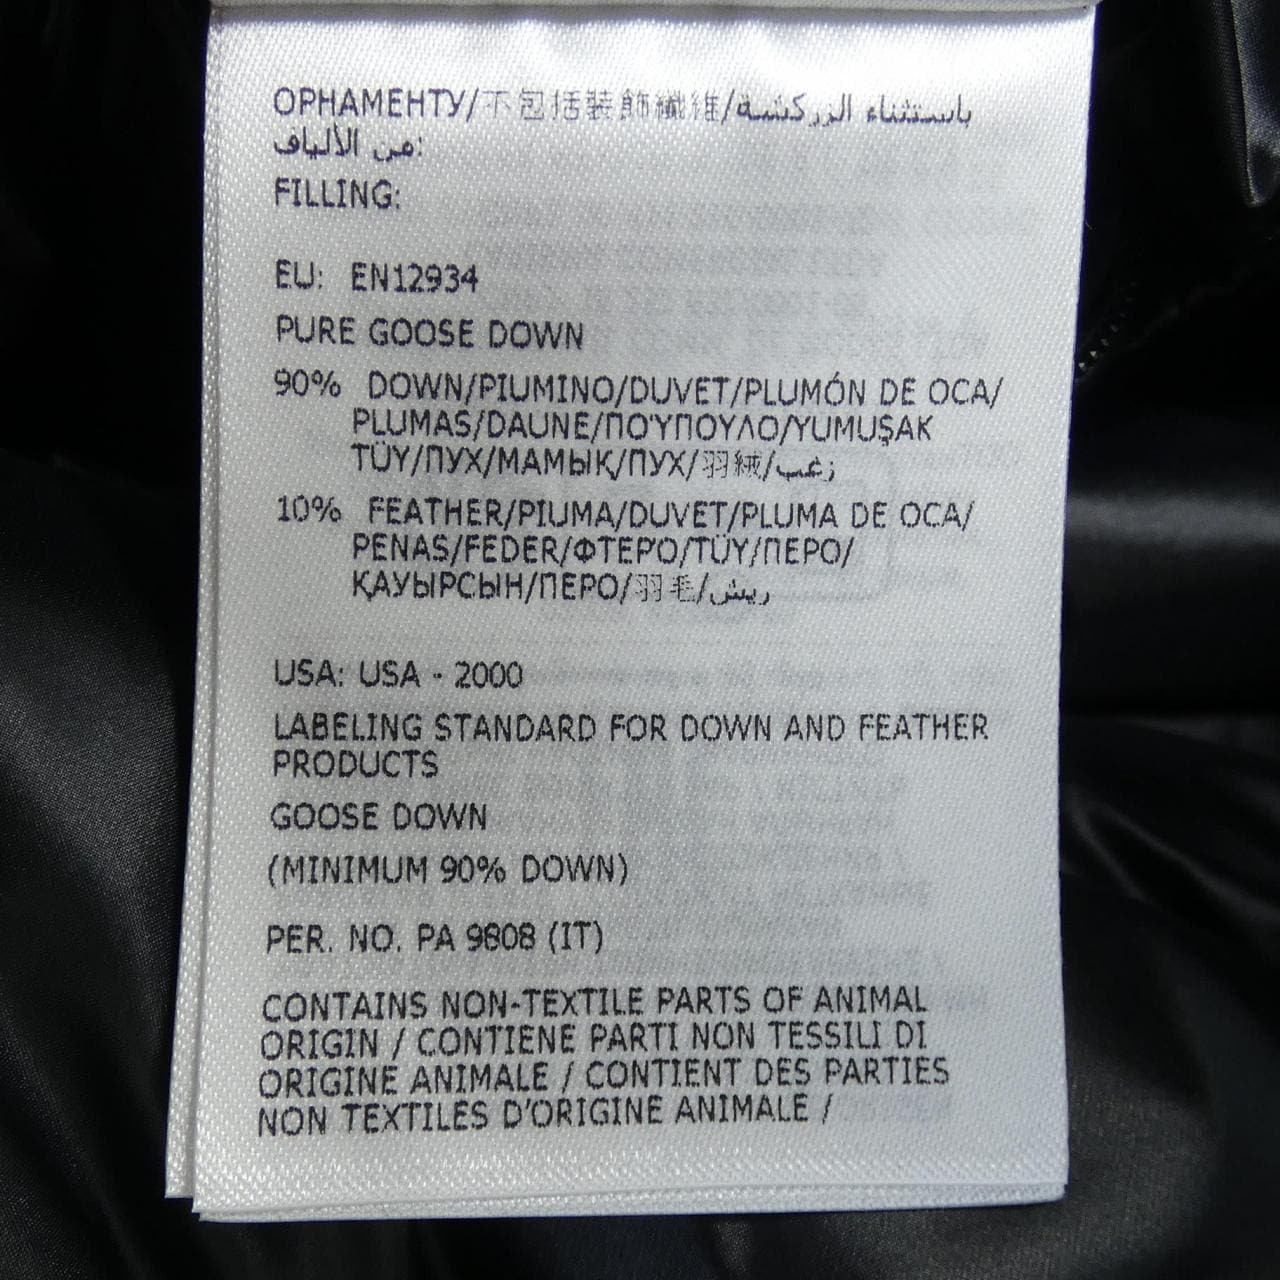 ОРНАМЕНТУ/不包括裝飾纖維/باستثناء الزركشة
من الألياف:
FILLING:
EU: EN12934
PURE GOOSE DOWN
90% DOWN/PIUMINO/DUVET/PLUMÓN DE OCA/
PLUMAS/DAUNE/ΠΟΎΠΟΥΛΟ/YUMUŞAK
TÜY/ПУХ/МАМЫҚ/ПУХ/羽絨/زغب
10% FEATHER/PIUMA/DUVET/PLUMA DE OCA/
PENAS/FEDER/ΦΤΕΡΌ/TÜY/ПЕРО/
ҚАУЫРСЫН/ПЕРО/羽毛/ريش
USA: USA - 2000
LABELING STANDARD FOR DOWN AND FEATHER
PRODUCTS
GOOSE DOWN
(MINIMUM 90% DOWN)
PER. NO. PA 9808 (IT)
CONTAINS NON-TEXTILE PARTS OF ANIMAL
ORIGIN / CONTIENE PARTI NON TESSILI DI
ORIGINE ANIMALE / CONTIENT DES PARTIES
NON TEXTILES D'ORIGINE ANIMALE /